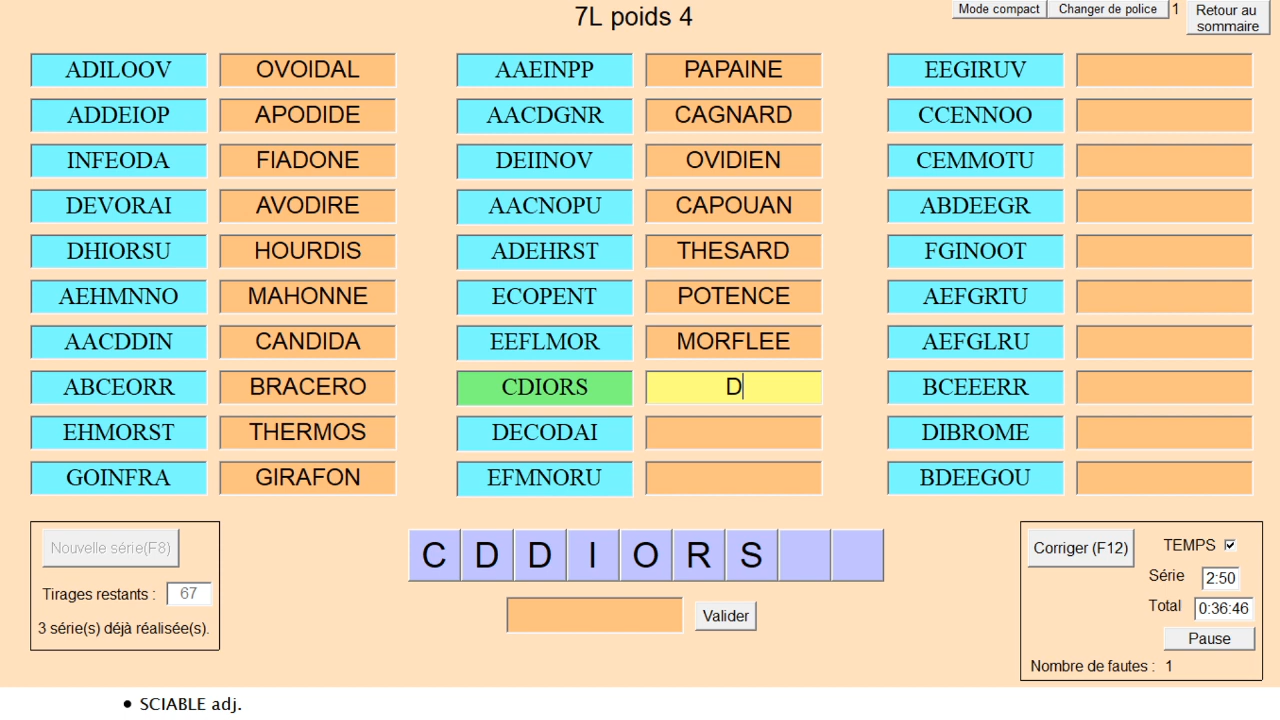 7L poids 4
Mode compact
Changer de police
1
Retour au
sommaire
ADILOOV OVOIDAL AAEINPP PAPAINE EEGIRUV
ADDEIOP APODIDE AACDGNR CAGNARD CCENNOO
INFEODA FIADONE DEIINOV OVIDIEN CEMMOTU
DEVORAI AVODIRE AACNOPU CAPOUAN ABDEEGR
DHIORSU HOURDIS ADEHRST THESARD FGINOOT
AEHMNNO MAHONNE ECOPENT POTENCE AEFGRTU
AACDDIN CANDIDA EEFLMOR MORFLEE AEFGLRU
ABCEORR BRACERO CDIORS D BCEEERR
EHMORST THERMOS DECODAI DIBROME
GOINFRA GIRAFON EFMNORU BDEEGOU
Nouvelle série(F8)
Tirages restants : 67
3 série(s) déjà réalisée(s).
C D D I O R S
Valider
Corriger (F12)
TEMPS
Série 2:50
Total 0:36:46
Pause
Nombre de fautes : 1
• SCIABLE adj.